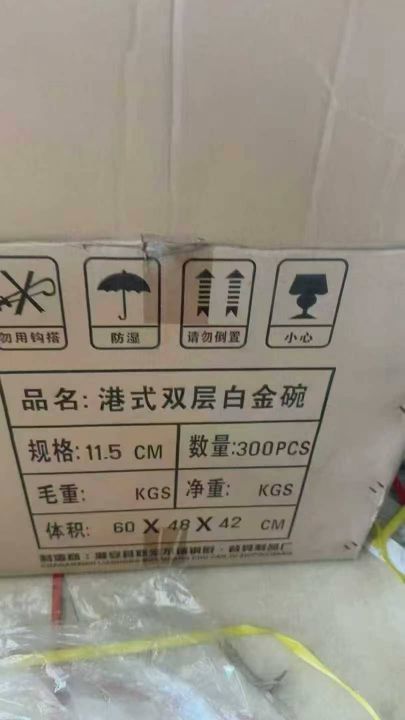 勿用钩搭 防湿 请勿倒置 小心
品名: 港式双层白金碗
规格: 11.5 CM 数量: 300PCS
毛重: KGS 净重: KGS
体积: 60 X 48 X 42 CM